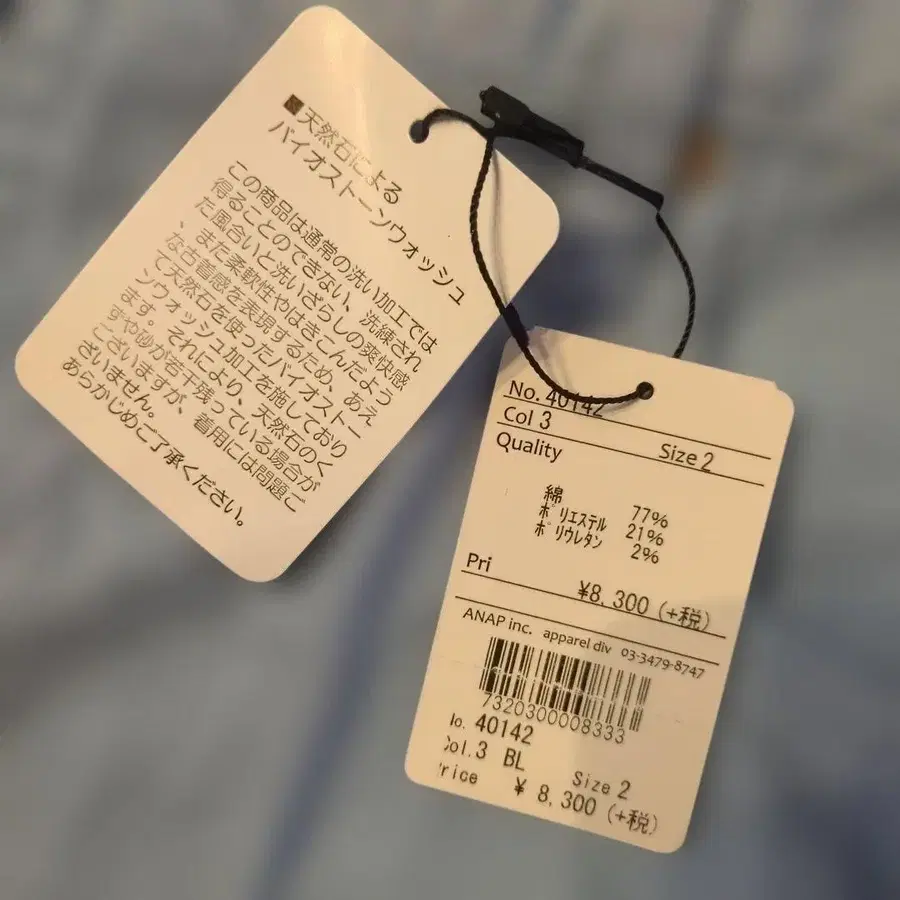 ■天然石による
バイオストーンウォッシュ
この商品は通常の洗い加工では
得ることのできない、洗練され
た風合いと洗いざらしの爽快感
、また柔軟性やはきこんだよう
な古着感を表現するため、あえ
て天然石を使ったバイオストー
ンウォッシュ加工を施しており
ます。それにより、天然石のく
ずや砂が若干残っている場合が
ございますが、着用には問題ご
ざいません。
あらかじめご了承ください。
No. 40142
Col 3
Size 2
Quality
綿 77%
ポリエステル 21%
ポリウレタン 2%
Pri
¥8,300 (+税)
ANAP inc. apparel div 03-3479-8747
7320300008333
lo. 40142
Col.3 BL
Size 2
rice ¥ 8,300 (+税)